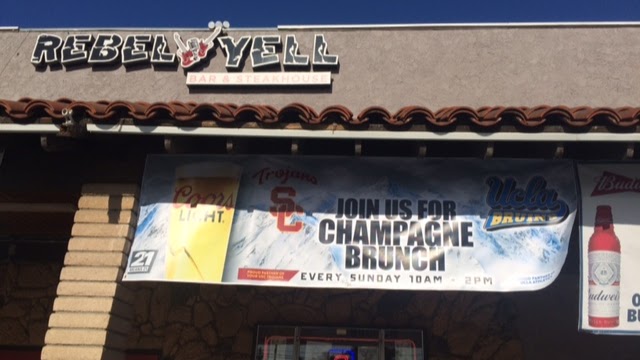 REBEL YELL
BAR & STEAKHOUSE
Coors
LIGHT.
Trojans
SC
JOIN US FOR
CHAMPAGNE
BRUNCH
EVERY SUNDAY 10AM - 2PM
Ucla
BRUINS
21
Budweiser